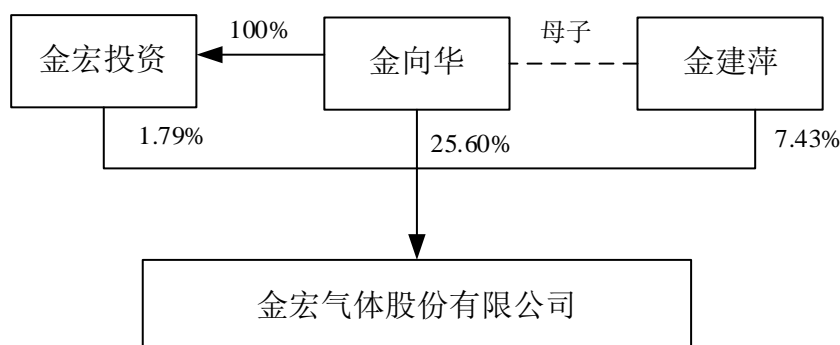 100%
母子
金宏投资
金向华
金建萍
1.79%
25.60%
7.43%
金宏气体股份有限公司